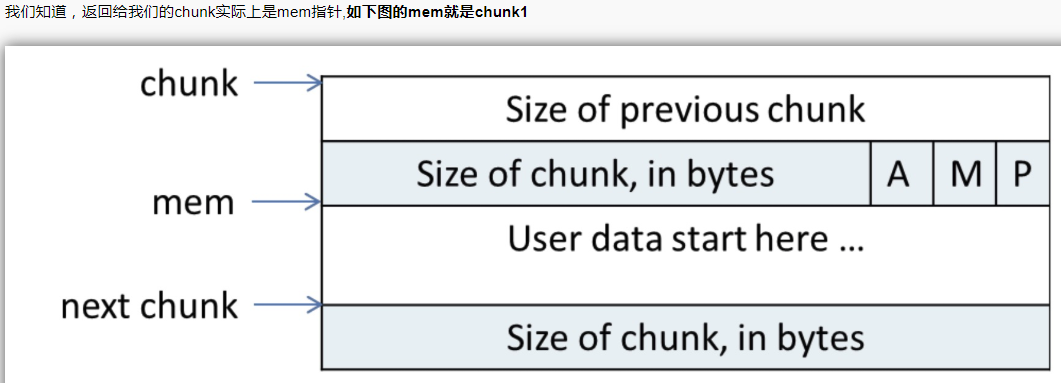 我们知道，返回给我们的chunk实际上是mem指针,如下图的mem就是chunk1
chunk
Size of previous chunk
Size of chunk, in bytes A M P
mem
User data start here ...
next chunk
Size of chunk, in bytes